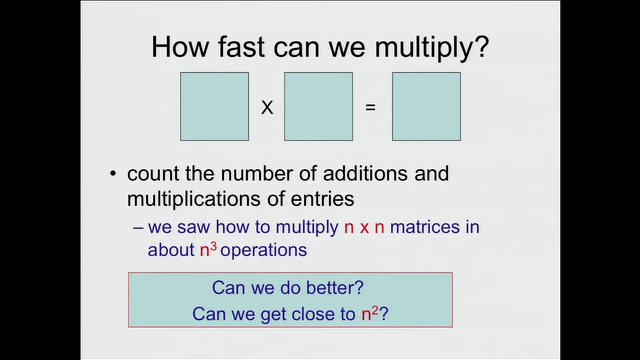 How fast can we multiply?
X =
• count the number of additions and
multiplications of entries
– we saw how to multiply n x n matrices in
about n³ operations
Can we do better?
Can we get close to n²?